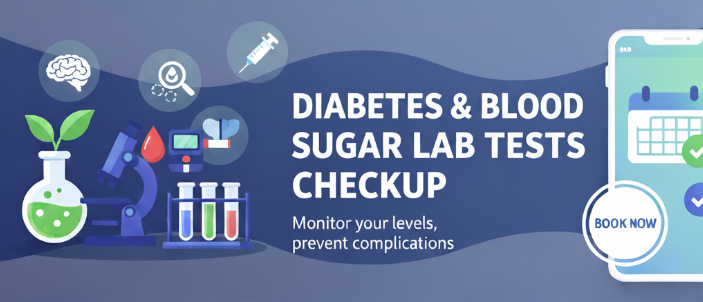 DIABETES & BLOOD
SUGAR LAB TESTS
CHECKUP
Monitor your levels,
prevent complications
BOOK NOW